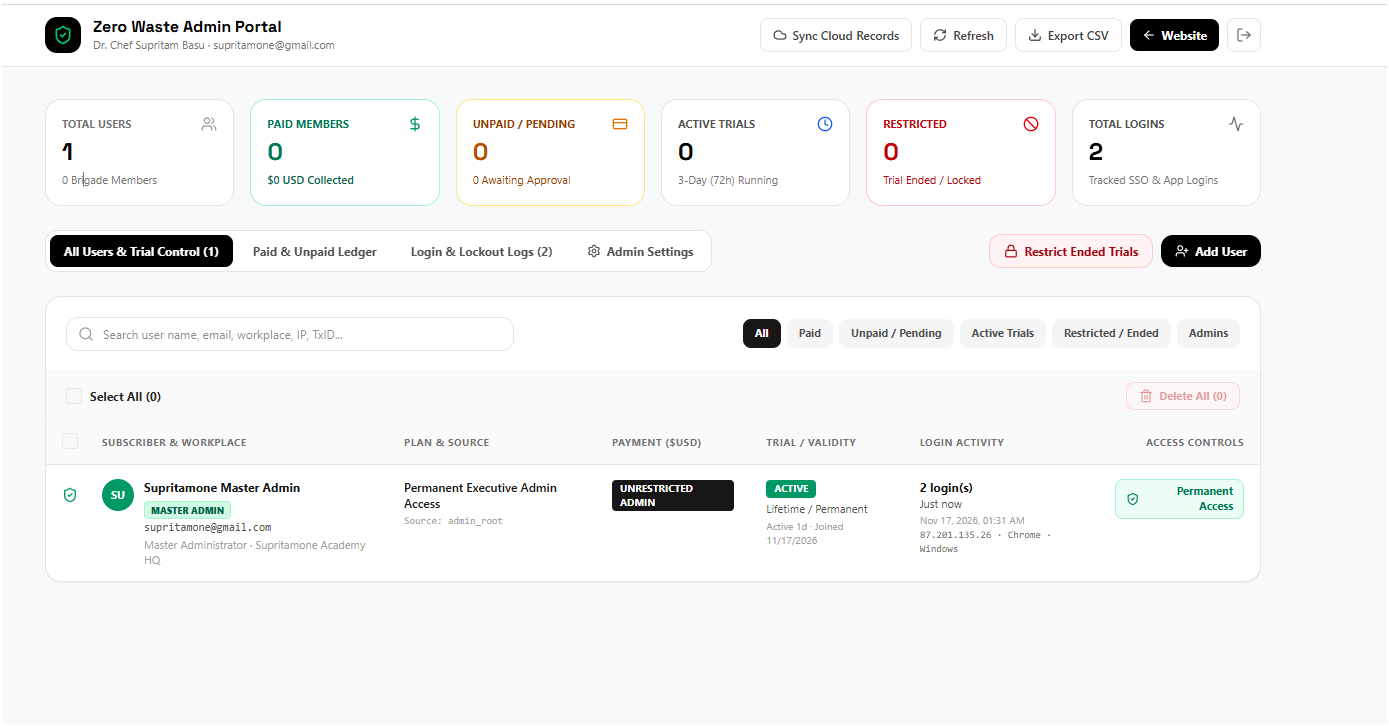 Zero Waste Admin Portal
Dr. Chef Supritam Basu · supritamone@gmail.com
Sync Cloud Records
Refresh
Export CSV
Website
TOTAL USERS
1
0 Brigade Members
PAID MEMBERS
0
$0 USD Collected
UNPAID / PENDING
0
0 Awaiting Approval
ACTIVE TRIALS
0
3-Day (72h) Running
RESTRICTED
0
Trial Ended / Locked
TOTAL LOGINS
2
Tracked SSO & App Logins
All Users & Trial Control (1)
Paid & Unpaid Ledger
Login & Lockout Logs (2)
Admin Settings
Restrict Ended Trials
Add User
Search user name, email, workplace, IP, TxID...
All
Paid
Unpaid / Pending
Active Trials
Restricted / Ended
Admins
Select All (0)
Delete All (0)
SUBSCRIBER & WORKPLACE
PLAN & SOURCE
PAYMENT ($USD)
TRIAL / VALIDITY
LOGIN ACTIVITY
ACCESS CONTROLS
SU
Supritamone Master Admin
MASTER ADMIN
supritamone@gmail.com
Master Administrator · Supritamone Academy
HQ
Permanent Executive Admin
Access
Source: admin_root
UNRESTRICTED
ADMIN
ACTIVE
Lifetime / Permanent
Active 1d · Joined
11/17/2026
2 login(s)
Just now
Nov 17, 2026, 01:31 AM
87.201.135.26 · Chrome ·
Windows
Permanent
Access